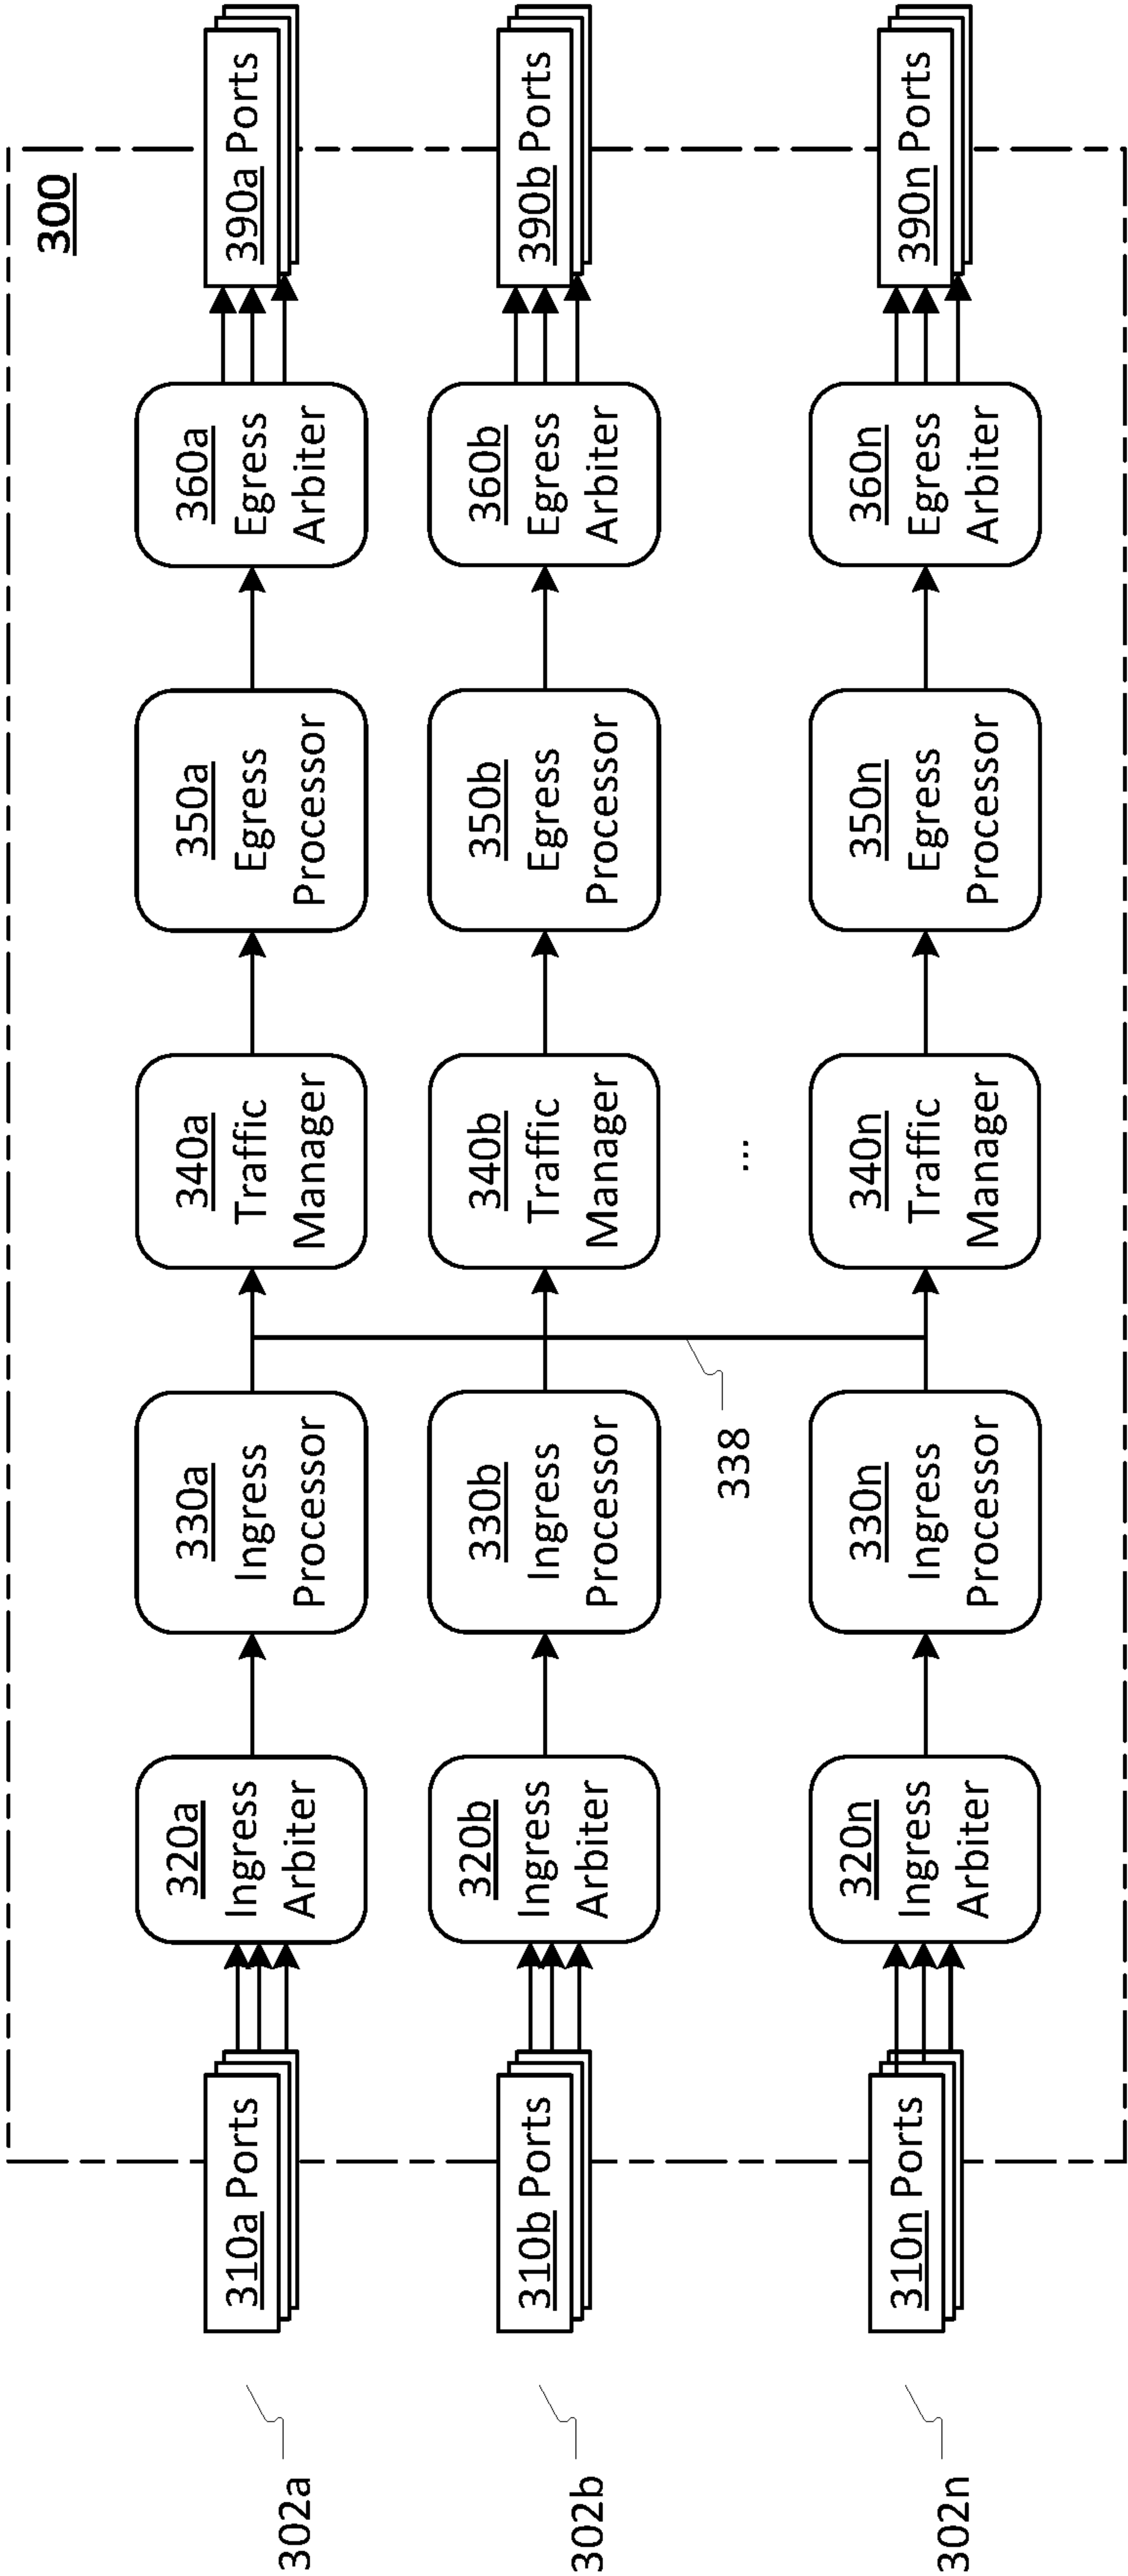 300
302a
310a Ports
320a
Ingress
Arbiter
330a
Ingress
Processor
340a
Traffic
Manager
350a
Egress
Processor
360a
Egress
Arbiter
390a Ports
302b
310b Ports
320b
Ingress
Arbiter
330b
Ingress
Processor
340b
Traffic
Manager
350b
Egress
Processor
360b
Egress
Arbiter
390b Ports
338
...
302n
310n Ports
320n
Ingress
Arbiter
330n
Ingress
Processor
340n
Traffic
Manager
350n
Egress
Processor
360n
Egress
Arbiter
390n Ports